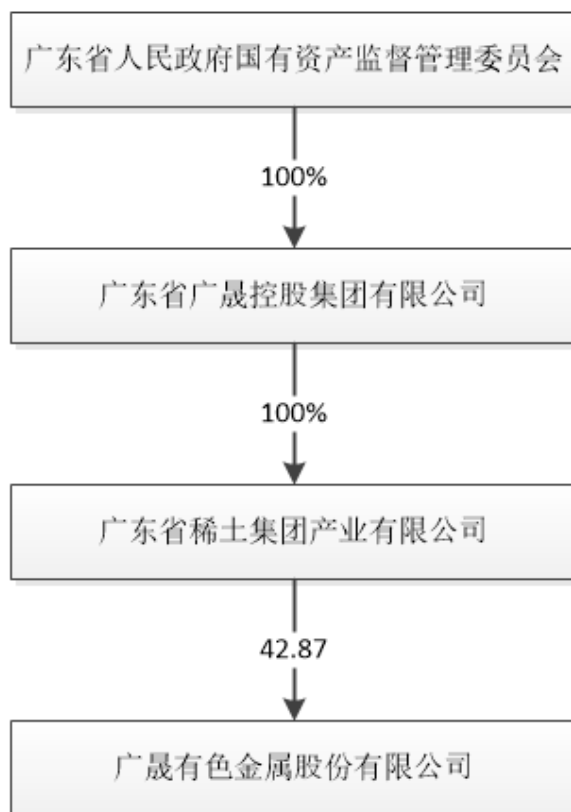 广东省人民政府国有资产监督管理委员会
100%
广东省广晟控股集团有限公司
100%
广东省稀土集团产业有限公司
42.87
广晟有色金属股份有限公司